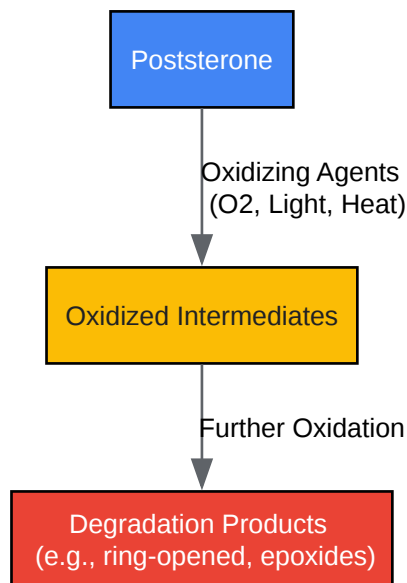 Poststerone
Oxidizing Agents
(O2, Light, Heat)
Oxidized Intermediates
Further Oxidation
Degradation Products
(e.g., ring-opened, epoxides)